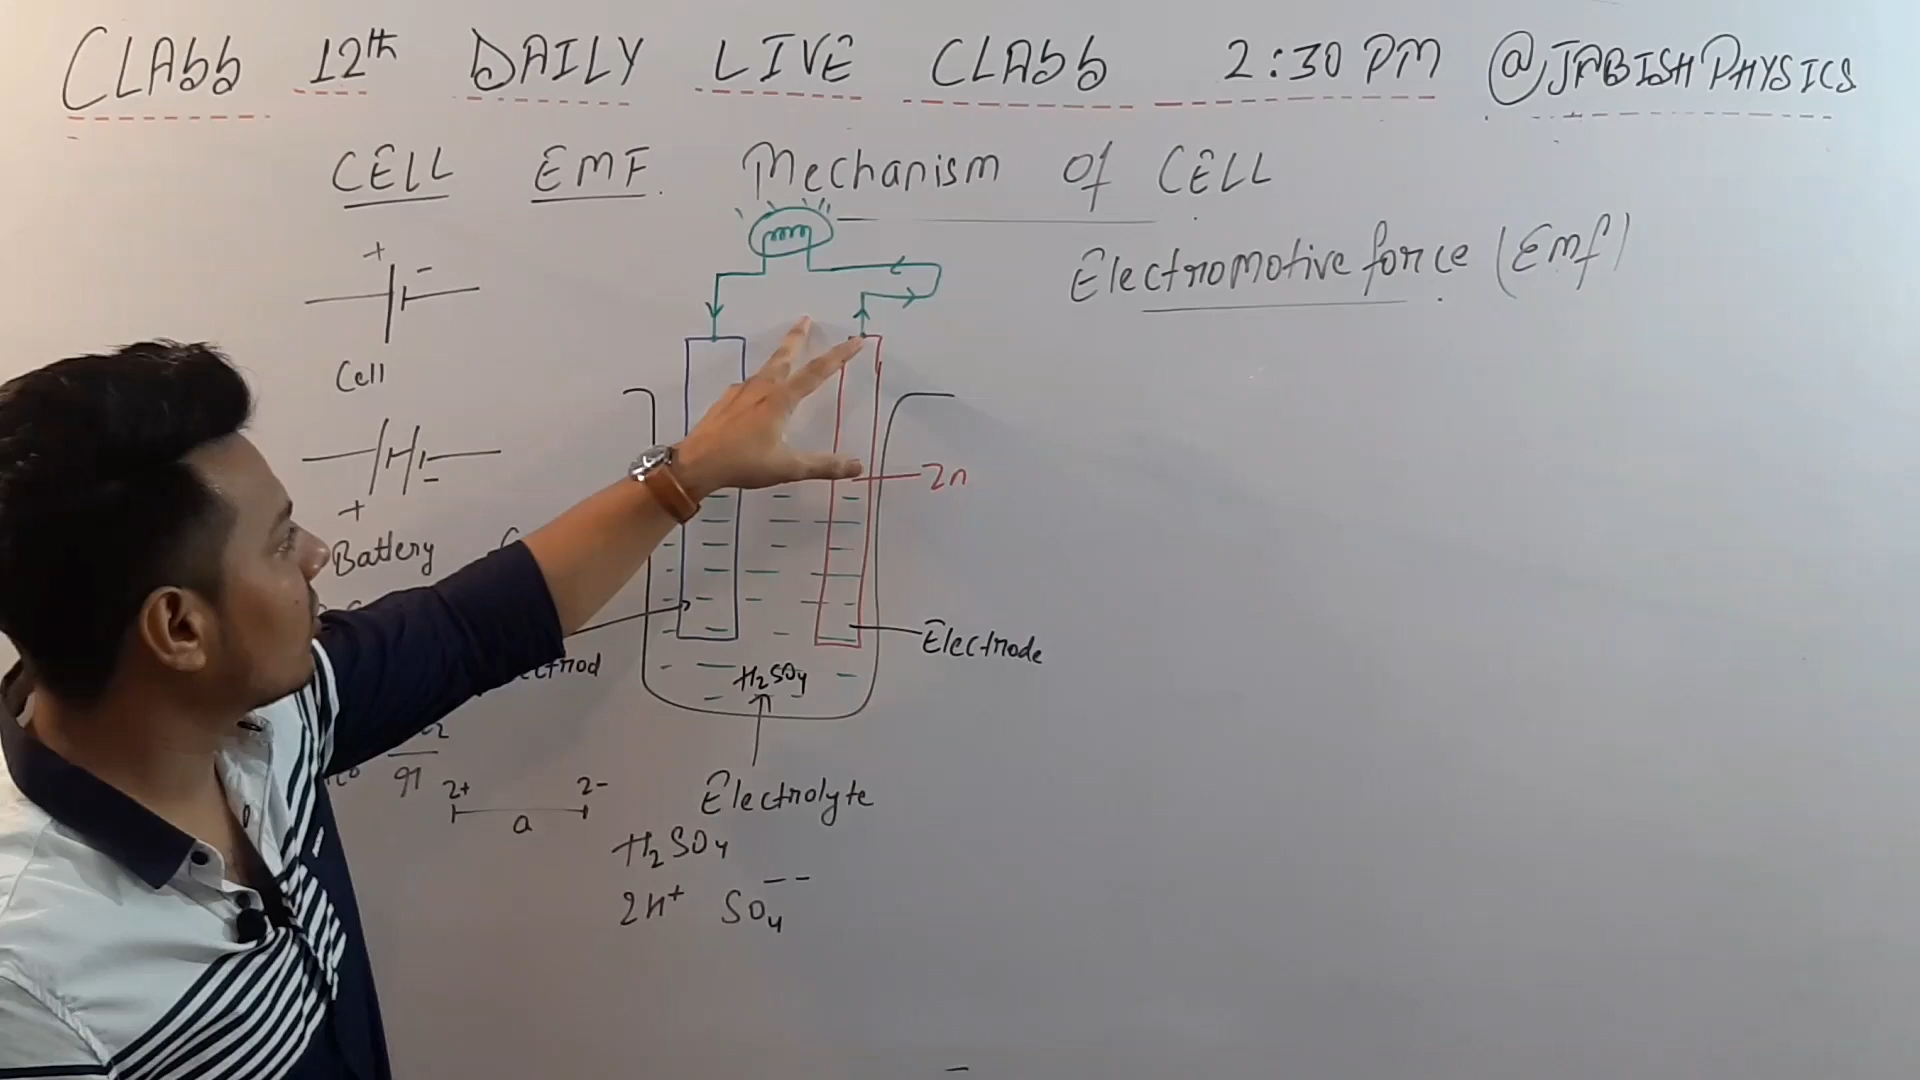 CLASS 12th DAILY LIVE CLASS 2:30 PM @JABISHPHYSICS
CELL EMF. Mechanism of CELL
Electromotive force (Emf)
+ -
Cell
+ -
Battery
Zn
Electrode
H2SO4
Electrolyte
91
2+ 2-
a
H2SO4
2H+ SO4--